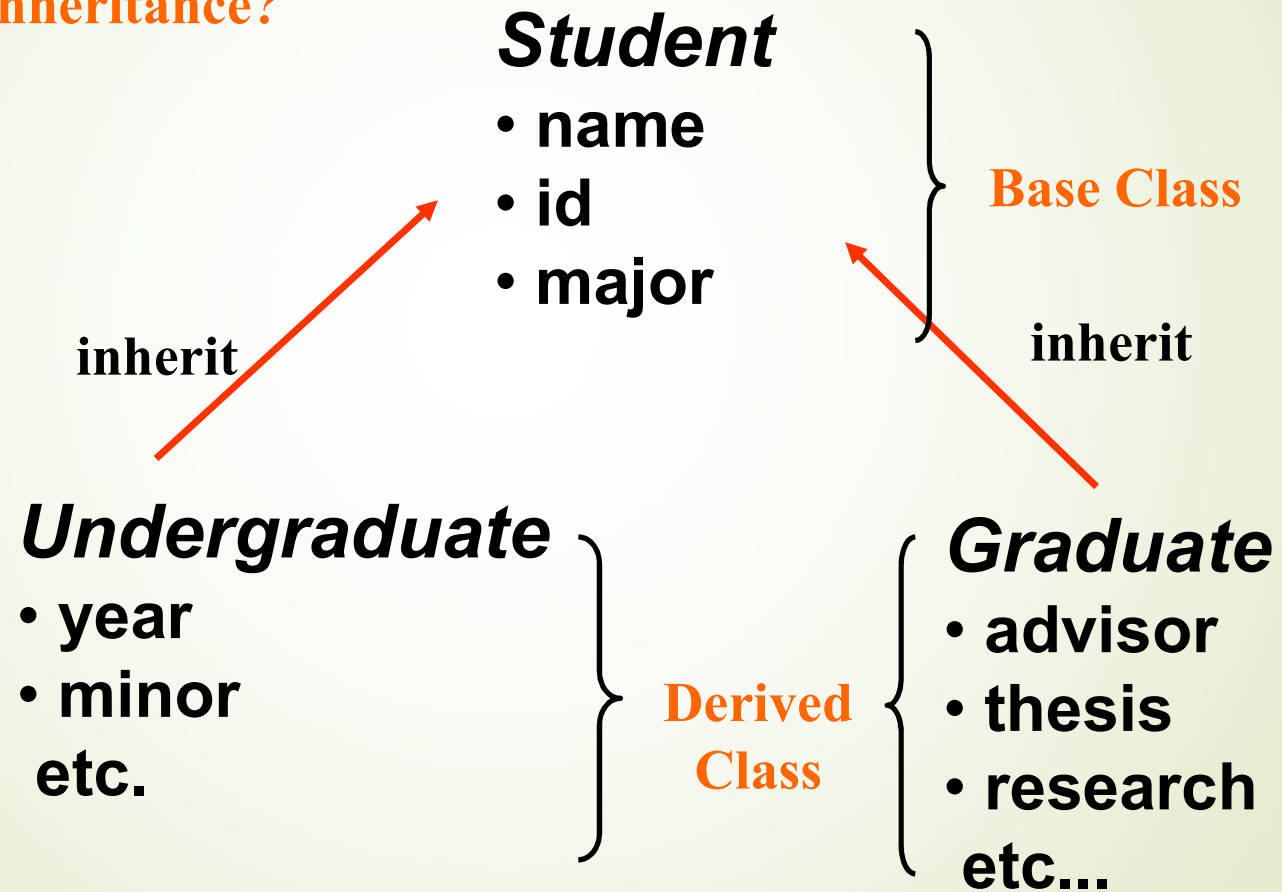 inheritance?
Student
• name
• id
• major
Base Class
inherit
inherit
Undergraduate
• year
• minor
etc.
Derived
Class
Graduate
• advisor
• thesis
• research
etc...